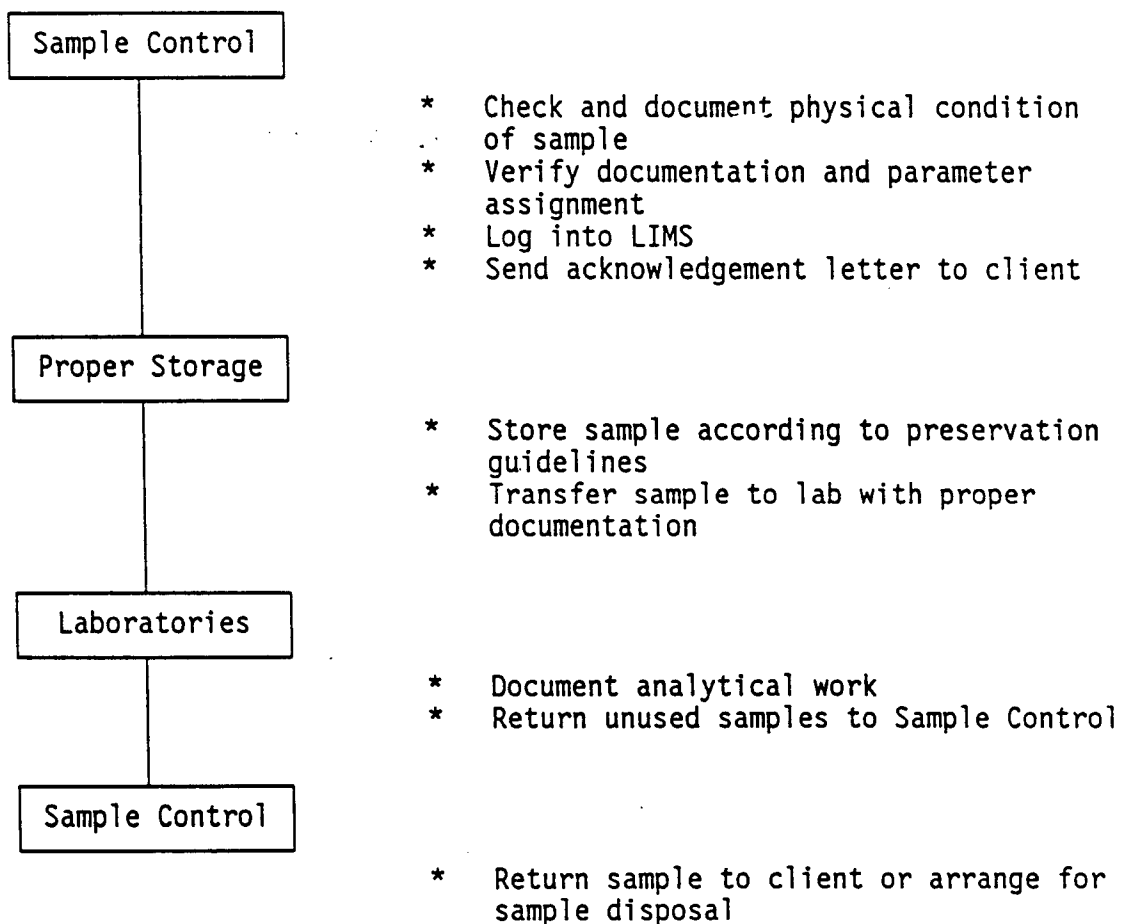 Sample Control
* Check and document physical condition
of sample
* Verify documentation and parameter
assignment
* Log into LIMS
* Send acknowledgement letter to client
Proper Storage
* Store sample according to preservation
guidelines
* Transfer sample to lab with proper
documentation
Laboratories
* Document analytical work
* Return unused samples to Sample Control
Sample Control
* Return sample to client or arrange for
sample disposal